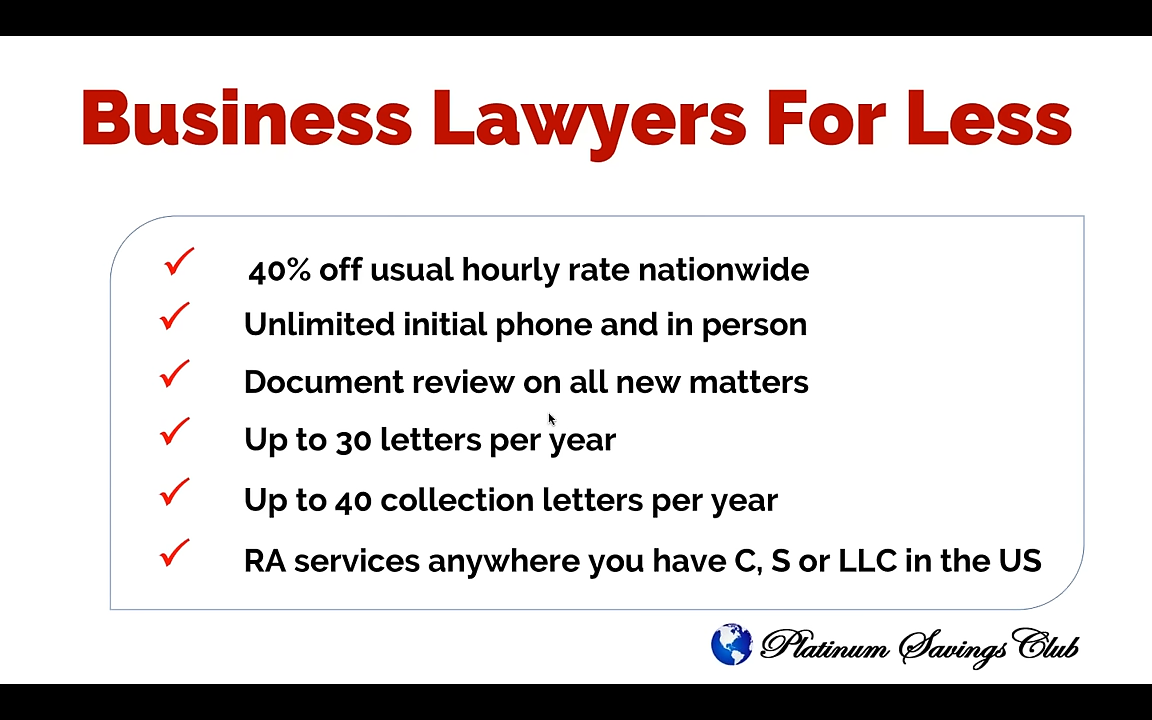 Business Lawyers For Less
40% off usual hourly rate nationwide
Unlimited initial phone and in person
Document review on all new matters
Up to 30 letters per year
Up to 40 collection letters per year
RA services anywhere you have C, S or LLC in the US
Platinum Savings Club